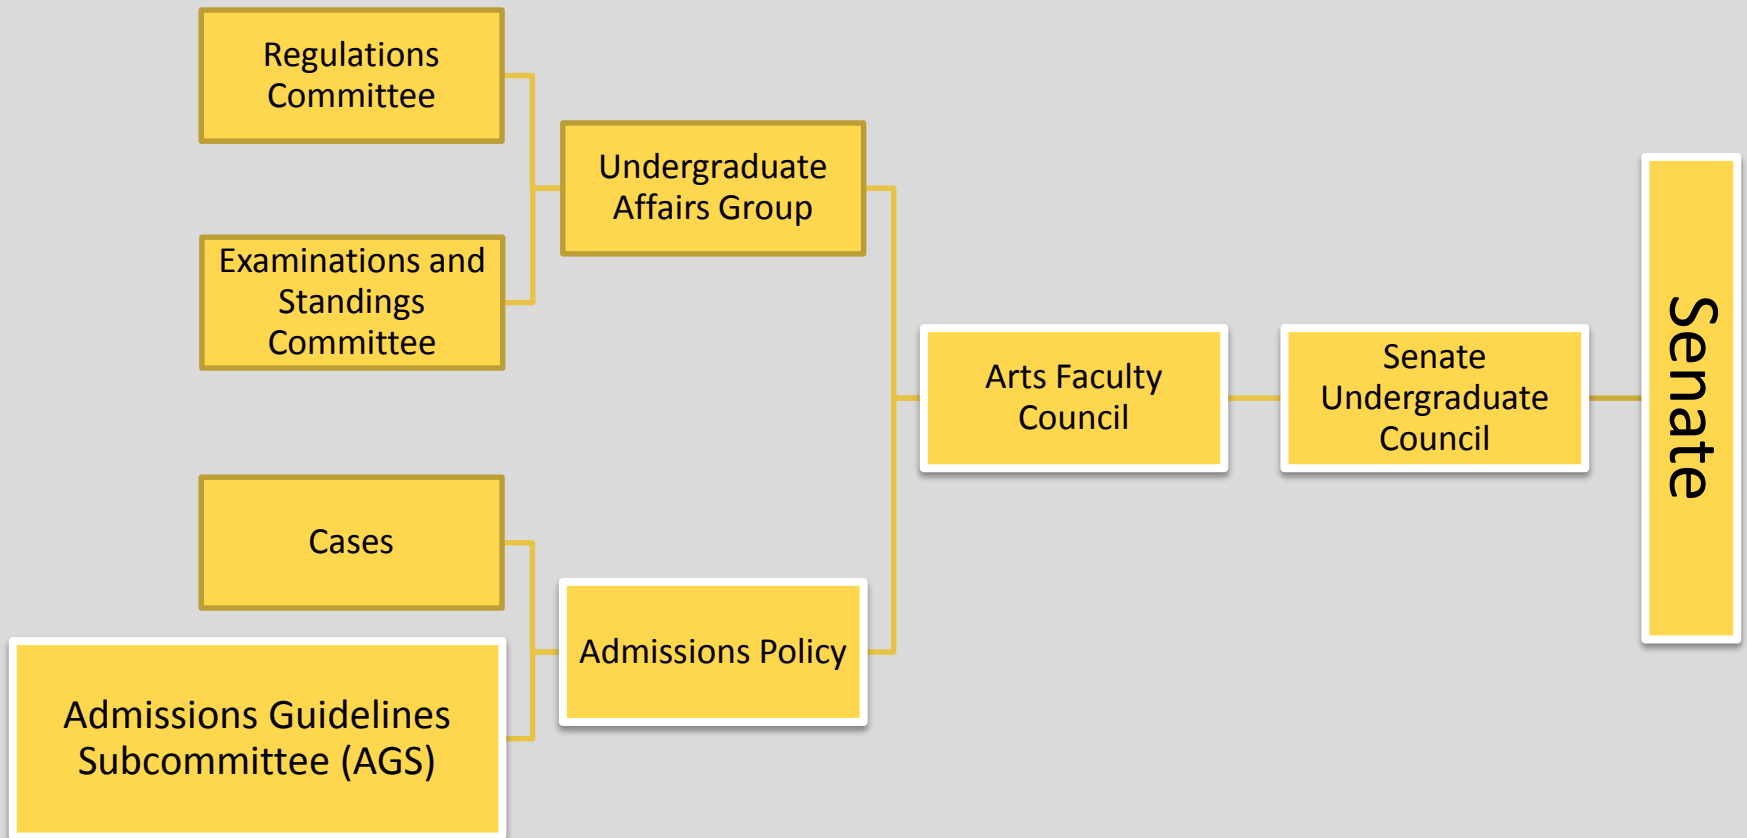 Regulations
Committee
Undergraduate
Affairs Group
Examinations and
Standings
Committee
Cases
Admissions Guidelines
Subcommittee (AGS)
Admissions Policy
Arts Faculty
Council
Senate
Undergraduate
Council
Senate